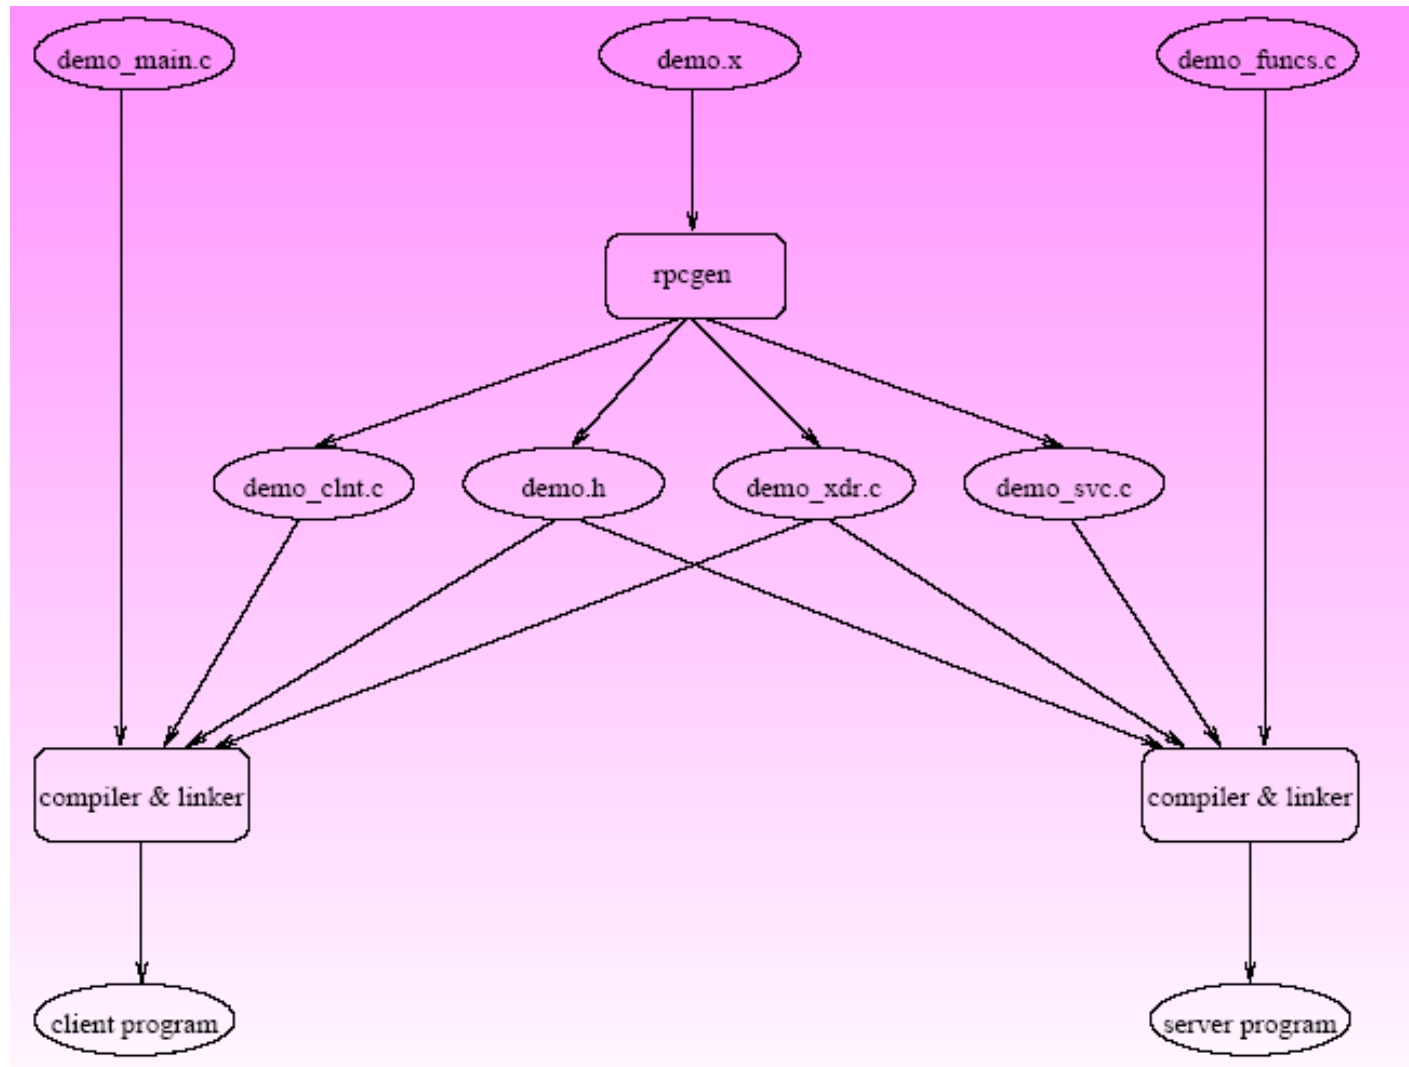 demo_main.c
demo.x
demo_funcs.c
rpcgen
demo_clnt.c
demo.h
demo_xdr.c
demo_svc.c
compiler & linker
compiler & linker
client program
server program